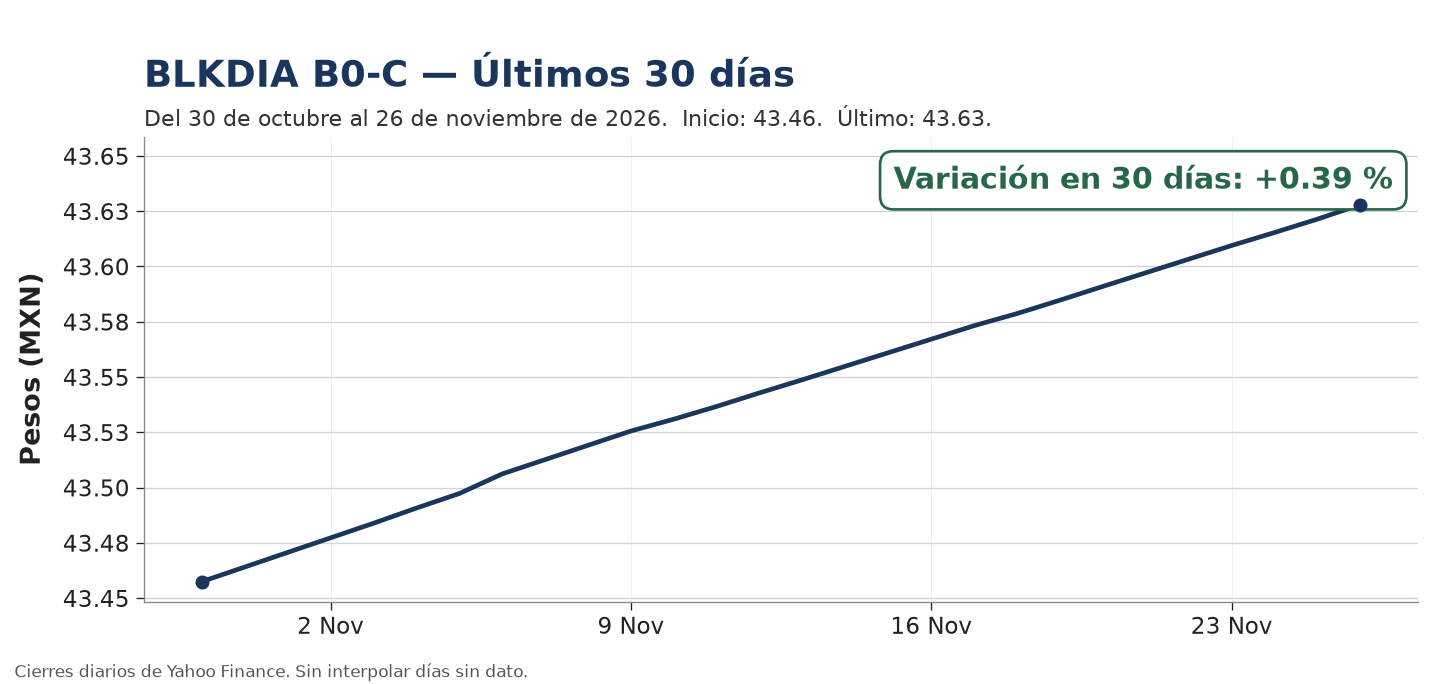 BLKDIA B0-C — Últimos 30 días
Del 30 de octubre al 26 de noviembre de 2026.  Inicio: 43.46.  Último: 43.63.
Variación en 30 días: +0.39 %
Pesos (MXN)
43.65
43.63
43.60
43.58
43.55
43.53
43.50
43.48
43.45
2 Nov
9 Nov
16 Nov
23 Nov
Cierres diarios de Yahoo Finance. Sin interpolar días sin dato.